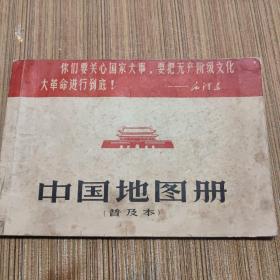 你们要关心国家大事，要把无产阶级文化
大革命进行到底！
——毛泽东
中国地图册
（普及本）